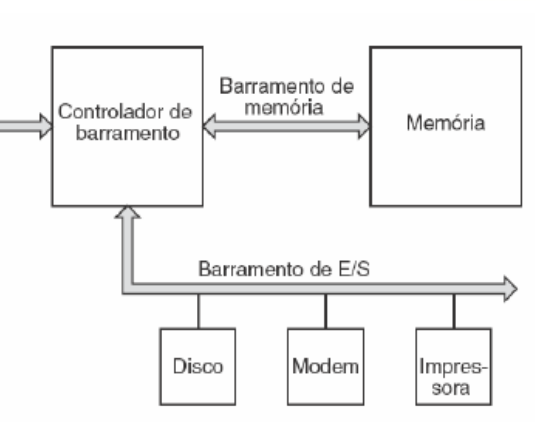 Controlador de
barramento
Barramento de
memória
Memória
Barramento de E/S
Disco
Modem
Impres-
sora